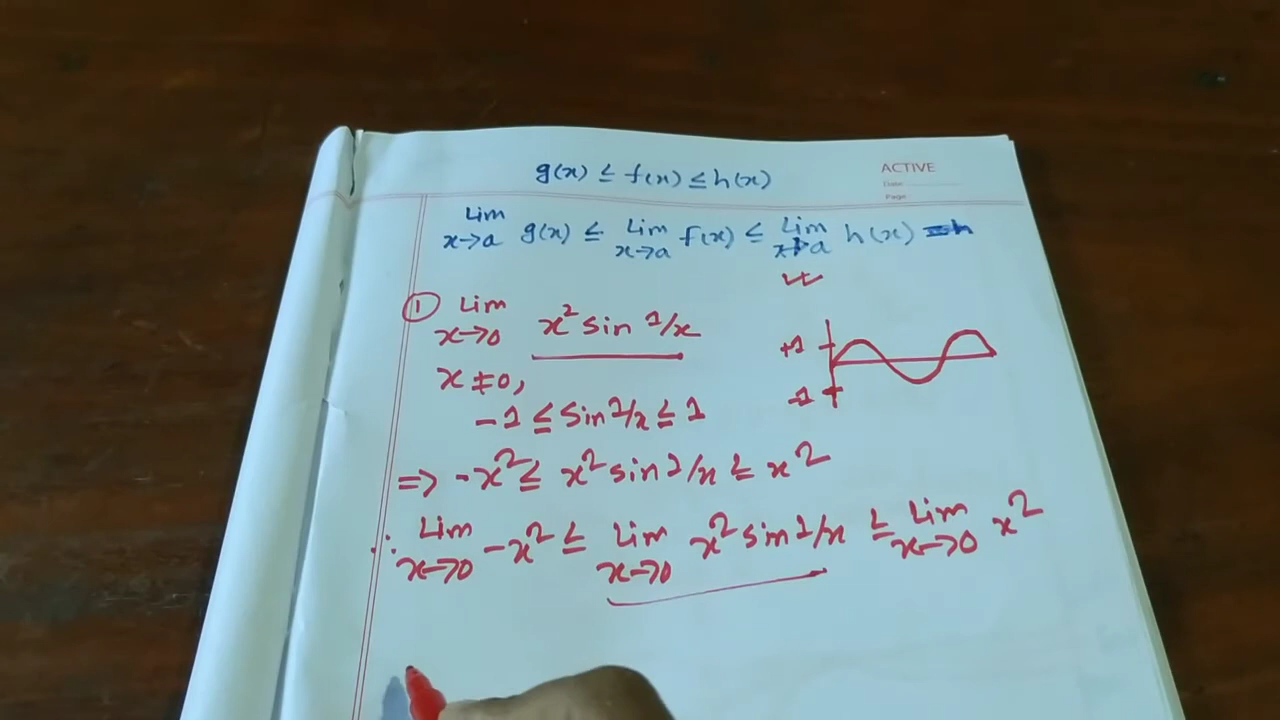 g(x) ≤ f(x) ≤ h(x)
ACTIVE
Date
Page
Lim x→a g(x) ≤ Lim x→a f(x) ≤ Lim x→a h(x)
① Lim x→0 x² sin 1/x
+1
-1
x ≠ 0,
-1 ≤ sin 1/x ≤ 1
=> -x² ≤ x² sin 1/x ≤ x²
∴ Lim x→0 -x² ≤ Lim x→0 x² sin 1/x ≤ Lim x→0 x²